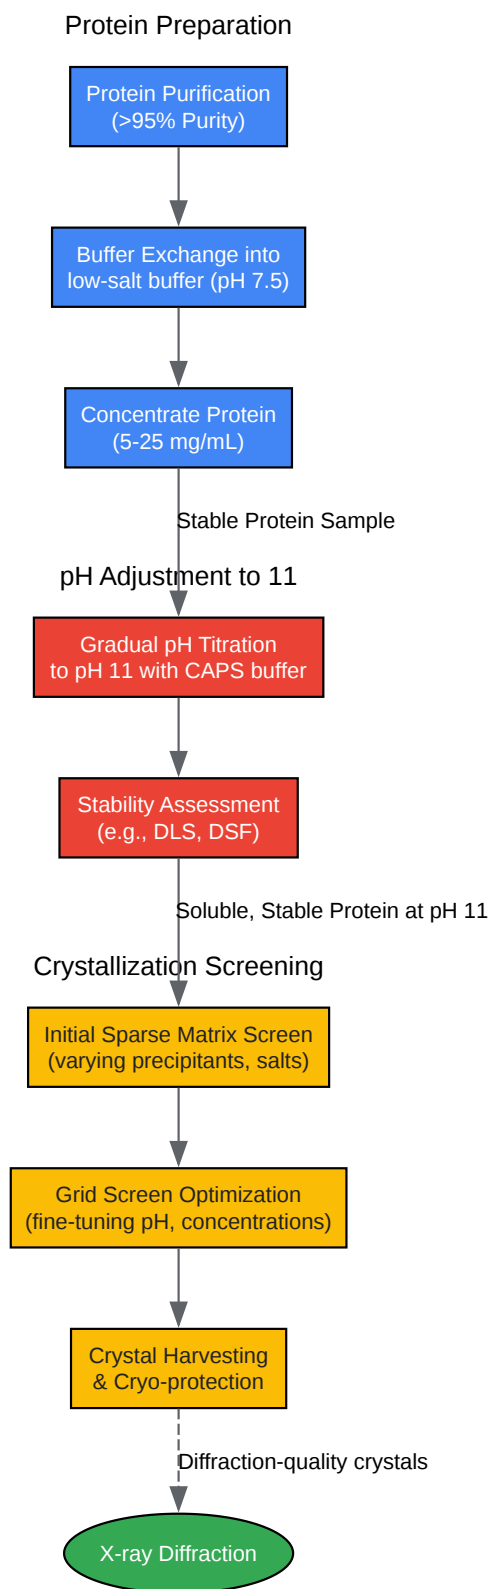 Protein Preparation
Protein Purification
(>95% Purity)
Buffer Exchange into
low-salt buffer (pH 7.5)
Concentrate Protein
(5-25 mg/mL)
Stable Protein Sample
pH Adjustment to 11
Gradual pH Titration
to pH 11 with CAPS buffer
Stability Assessment
(e.g., DLS, DSF)
Soluble, Stable Protein at pH 11
Crystallization Screening
Initial Sparse Matrix Screen
(varying precipitants, salts)
Grid Screen Optimization
(fine-tuning pH, concentrations)
Crystal Harvesting
& Cryo-protection
Diffraction-quality crystals
X-ray Diffraction